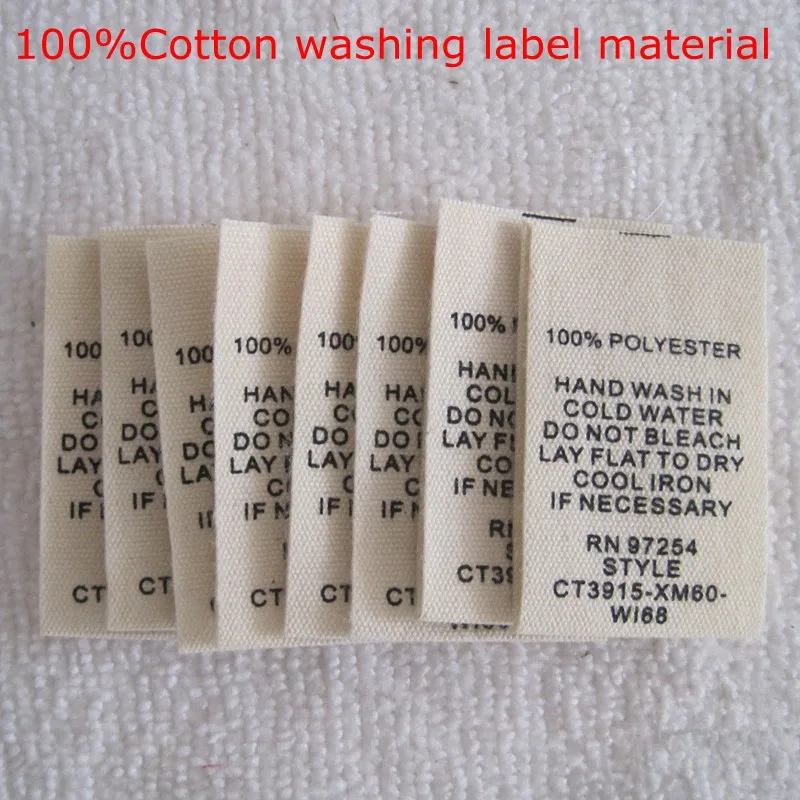 100%Cotton washing label material
100% POLYESTER
HAND WASH IN
COLD WATER
DO NOT BLEACH
LAY FLAT TO DRY
COOL IRON
IF NECESSARY
RN 97254
STYLE
CT3915-XM60-
WI68